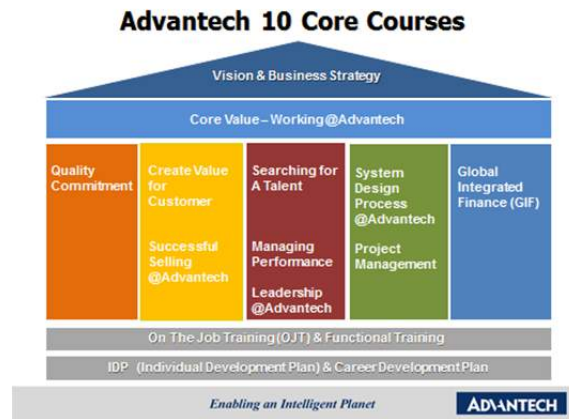 Advantech 10 Core Courses
Vision & Business Strategy
Core Value – Working @Advantech
Quality
Commitment
Create Value
for
Customer
Successful
Selling
@Advantech
Searching for
A Talent
Managing
Performance
Leadership
@Advantech
System
Design
Process
@Advantech
Project
Management
Global
Integrated
Finance (GIF)
On The Job Training (OJT) & Functional Training
IDP (Individual Development Plan) & Career Development Plan
Enabling an Intelligent Planet
ADVANTECH